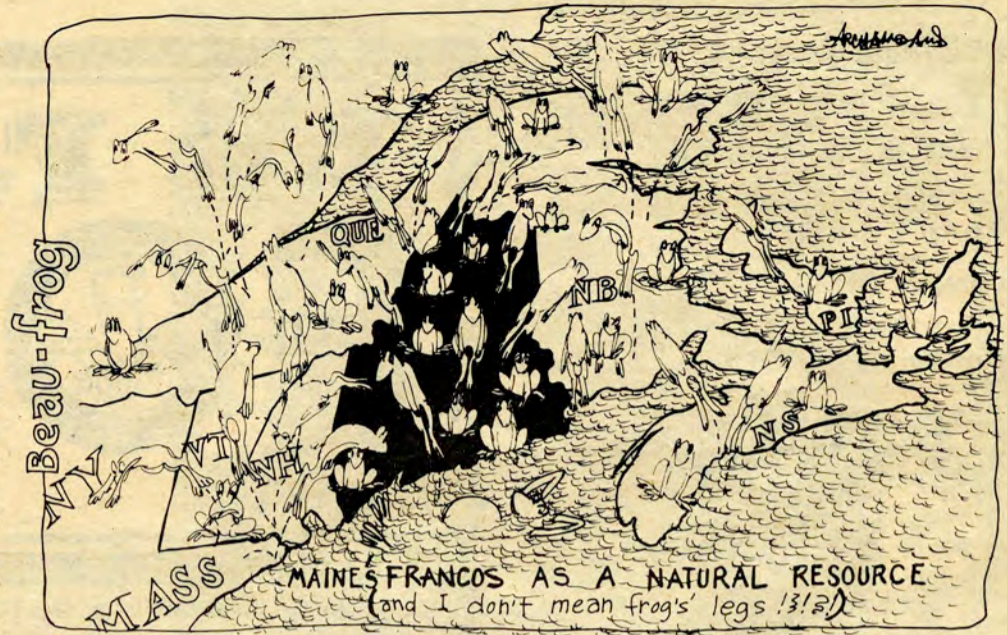 Beau-frog
QUE
NB
PI
NS
NY
VT
NH
MASS
MAINE'S FRANCOS AS A NATURAL RESOURCE
(and I don't mean frog's' legs !?!?!)